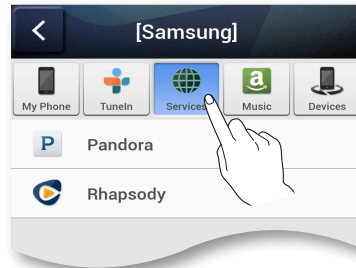 [Samsung]
My Phone TuneIn Services Music Devices
P Pandora
Rhapsody